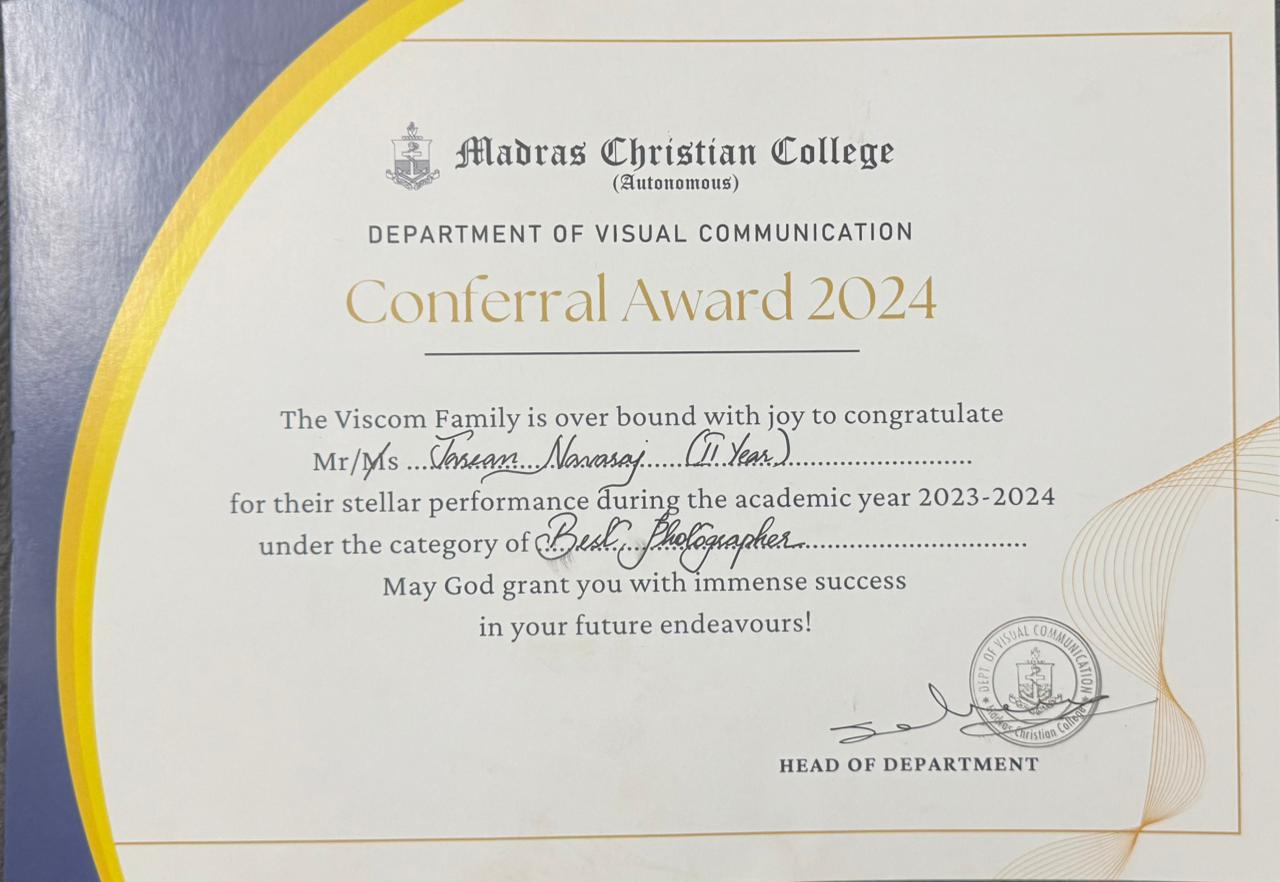 Madras Christian College
(Autonomous)
DEPARTMENT OF VISUAL COMMUNICATION
Conferral Award 2024
The Viscom Family is over bound with joy to congratulate
Mr/Ms ... Jasean Navaraj (II Year)
for their stellar performance during the academic year 2023-2024
under the category of Best Photographer
May God grant you with immense success
in your future endeavours!
DEPT OF VISUAL COMMUNICATION
Madras Christian College
HEAD OF DEPARTMENT